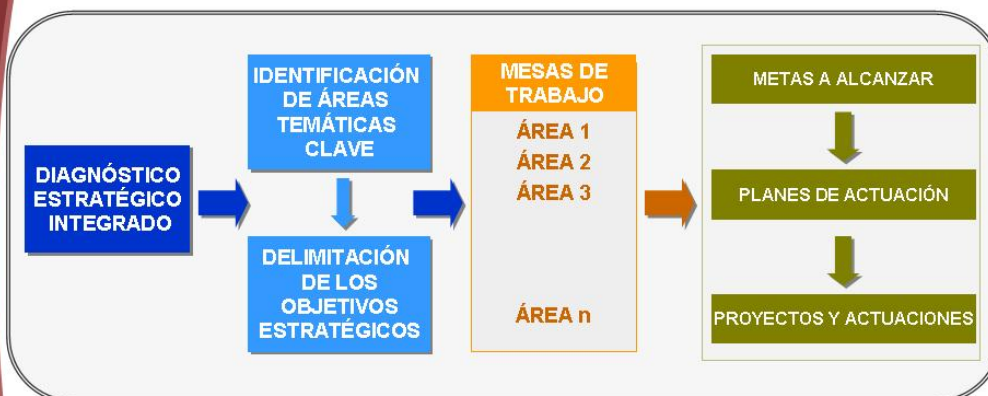 DIAGNÓSTICO
ESTRATÉGICO
INTEGRADO
IDENTIFICACIÓN
DE ÁREAS
TEMÁTICAS
CLAVE
DELIMITACIÓN
DE LOS
OBJETIVOS
ESTRATÉGICOS
MESAS DE
TRABAJO
ÁREA 1
ÁREA 2
ÁREA 3
ÁREA n
METAS A ALCANZAR
PLANES DE ACTUACIÓN
PROYECTOS Y ACTUACIONES